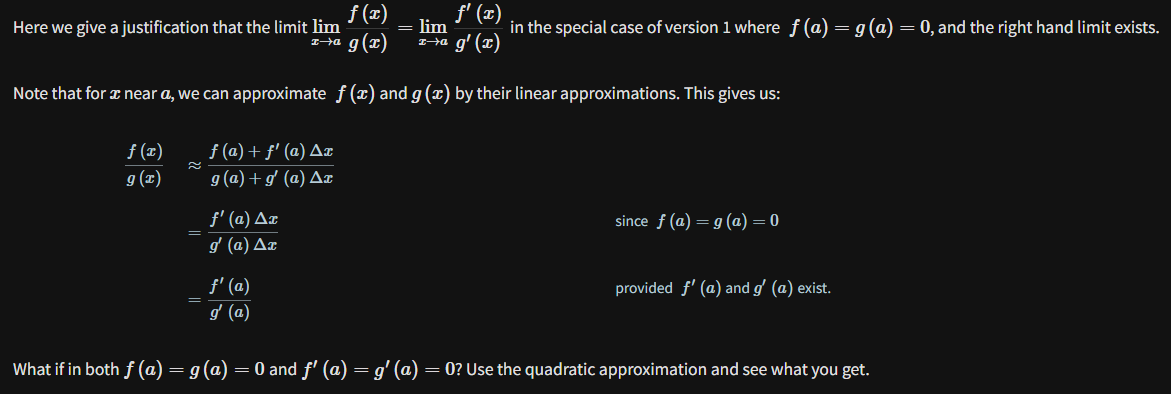 Here we give a justification that the limit lim_{x→a} f(x)/g(x) = lim_{x→a} f′(x)/g′(x) in the special case of version 1 where f(a) = g(a) = 0, and the right hand limit exists.
Note that for x near a, we can approximate f(x) and g(x) by their linear approximations. This gives us:
f(x)/g(x) ≈ (f(a) + f′(a) Δx)/(g(a) + g′(a) Δx)
= (f′(a) Δx)/(g′(a) Δx) since f(a) = g(a) = 0
= f′(a)/g′(a) provided f′(a) and g′(a) exist.
What if in both f(a) = g(a) = 0 and f′(a) = g′(a) = 0? Use the quadratic approximation and see what you get.